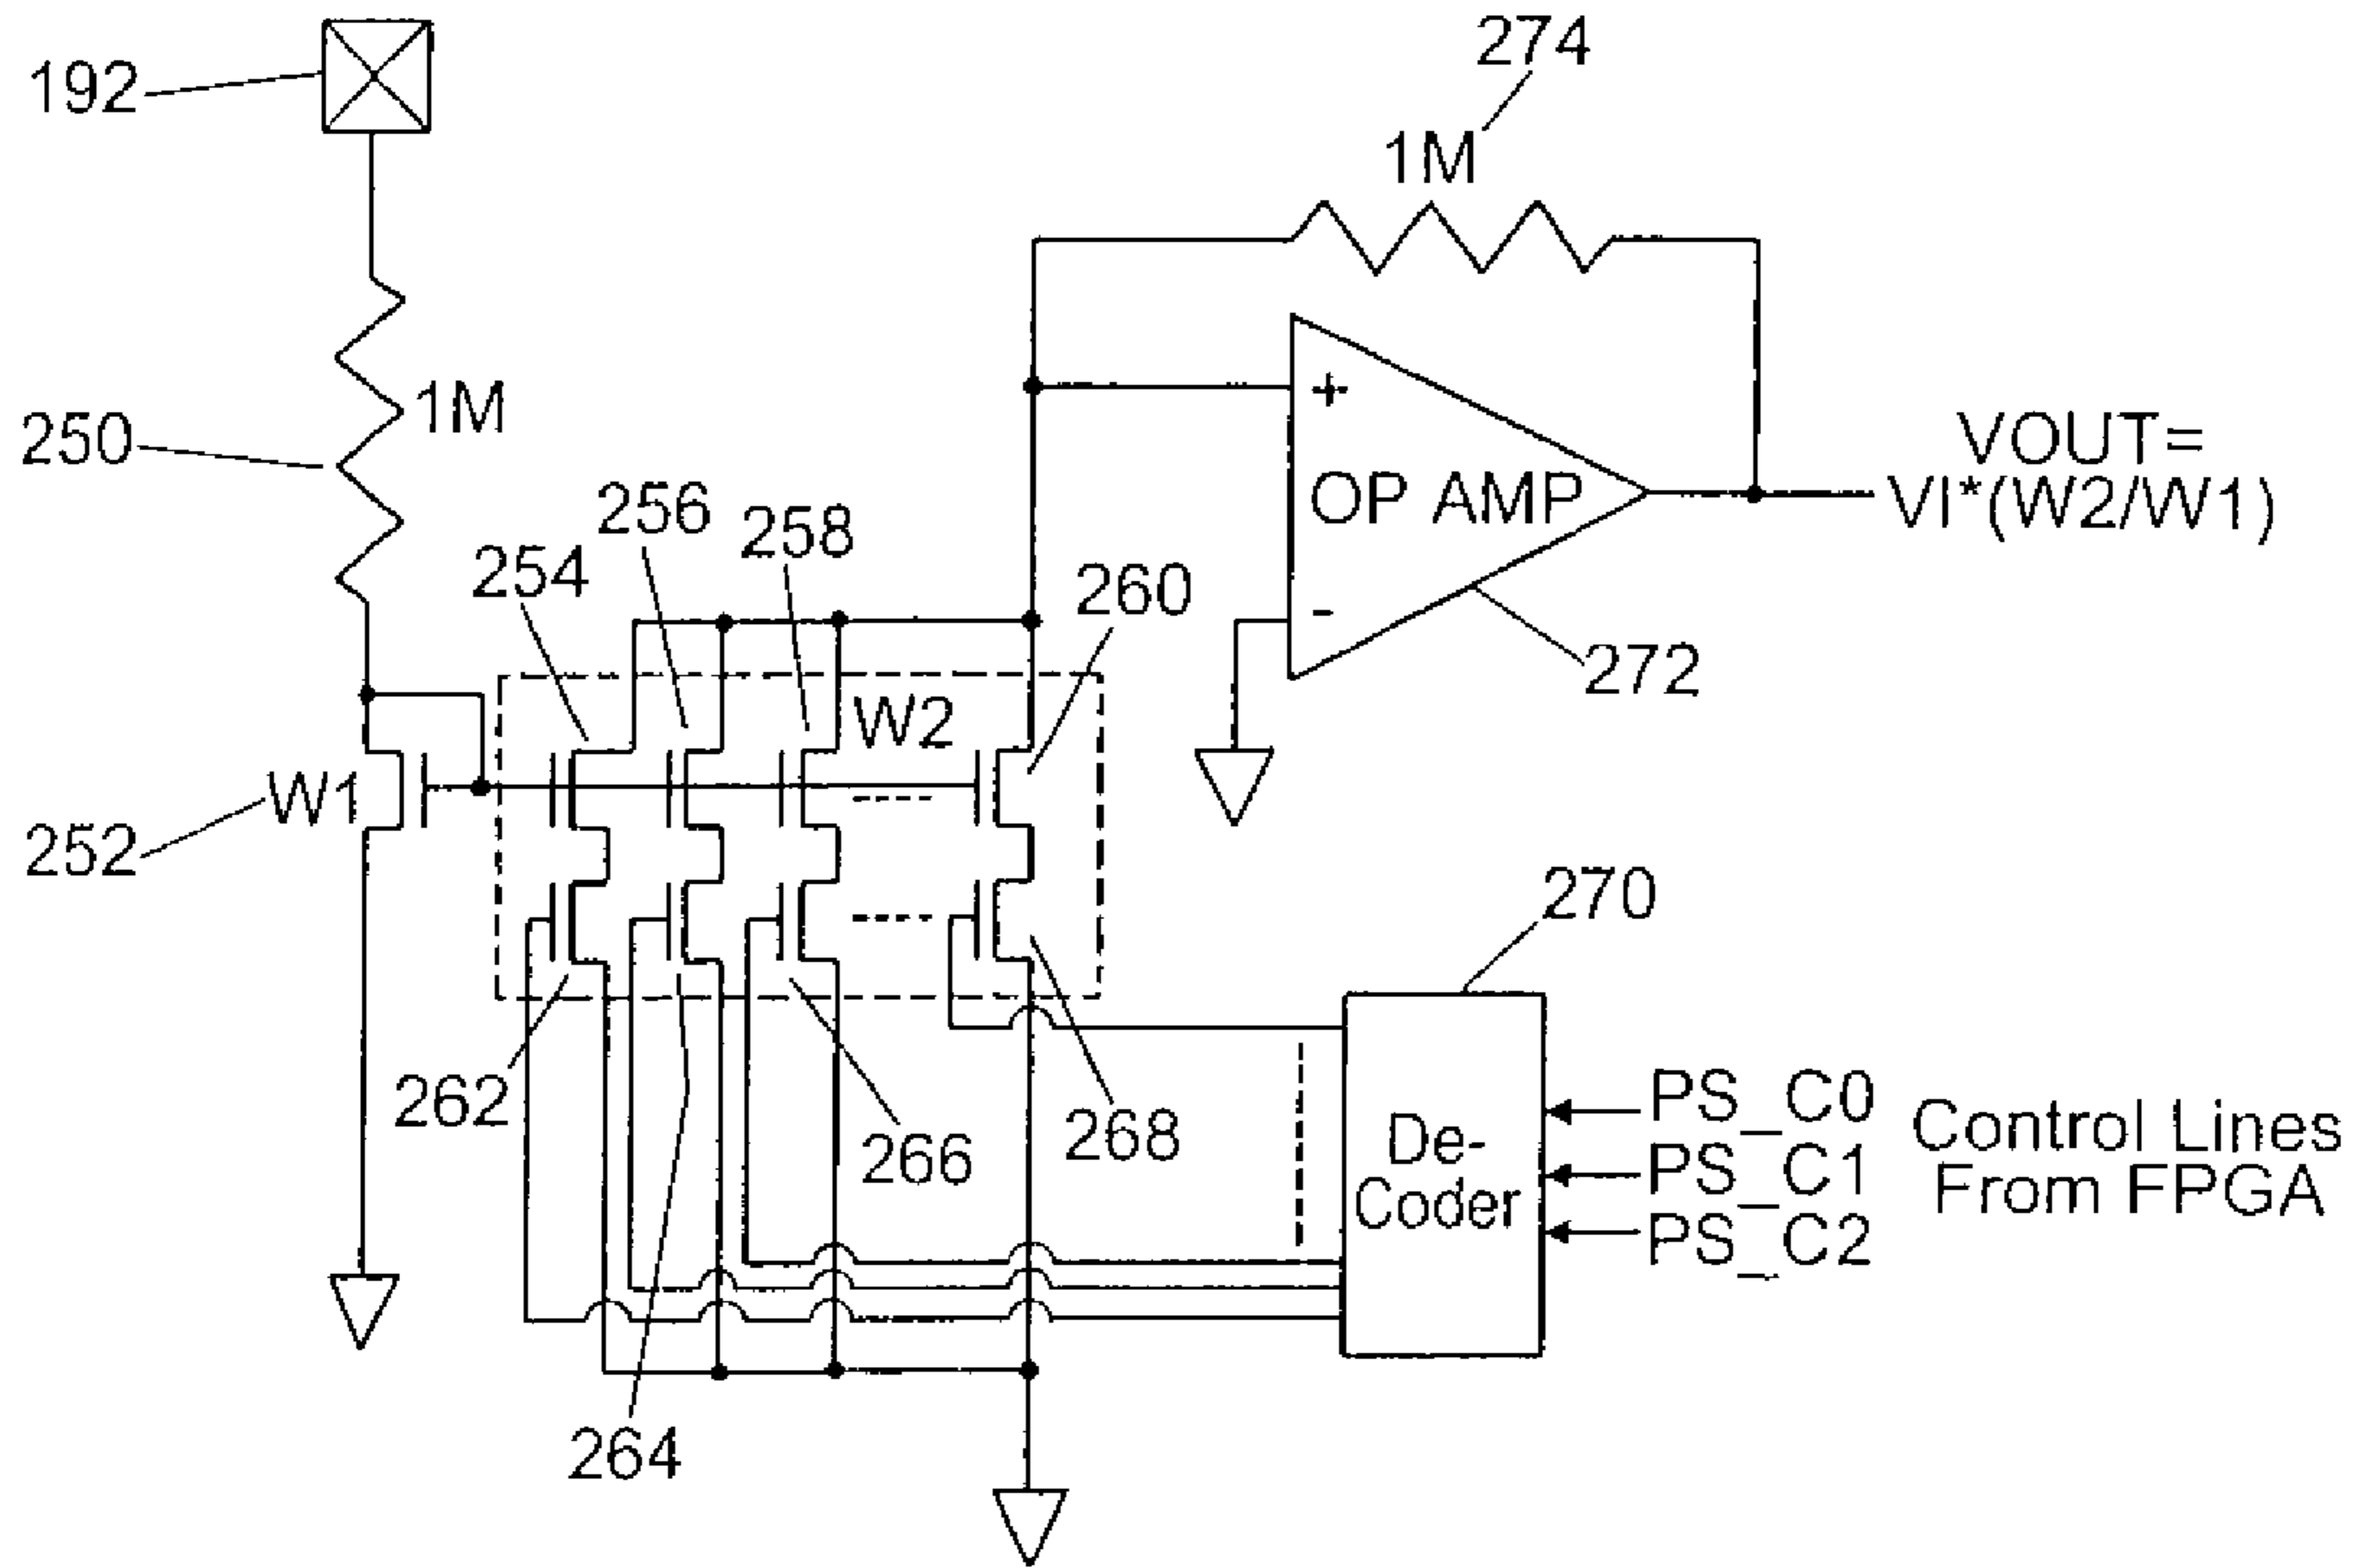 274
192
1M
1M
250
VOUT=
VI*(W2/W1)
+
OP AMP
-
256
258
254
260
272
W2
W1
252
270
262
266
268
264
De-
Coder
PS_C0
PS_C1
PS_C2
Control Lines
From FPGA